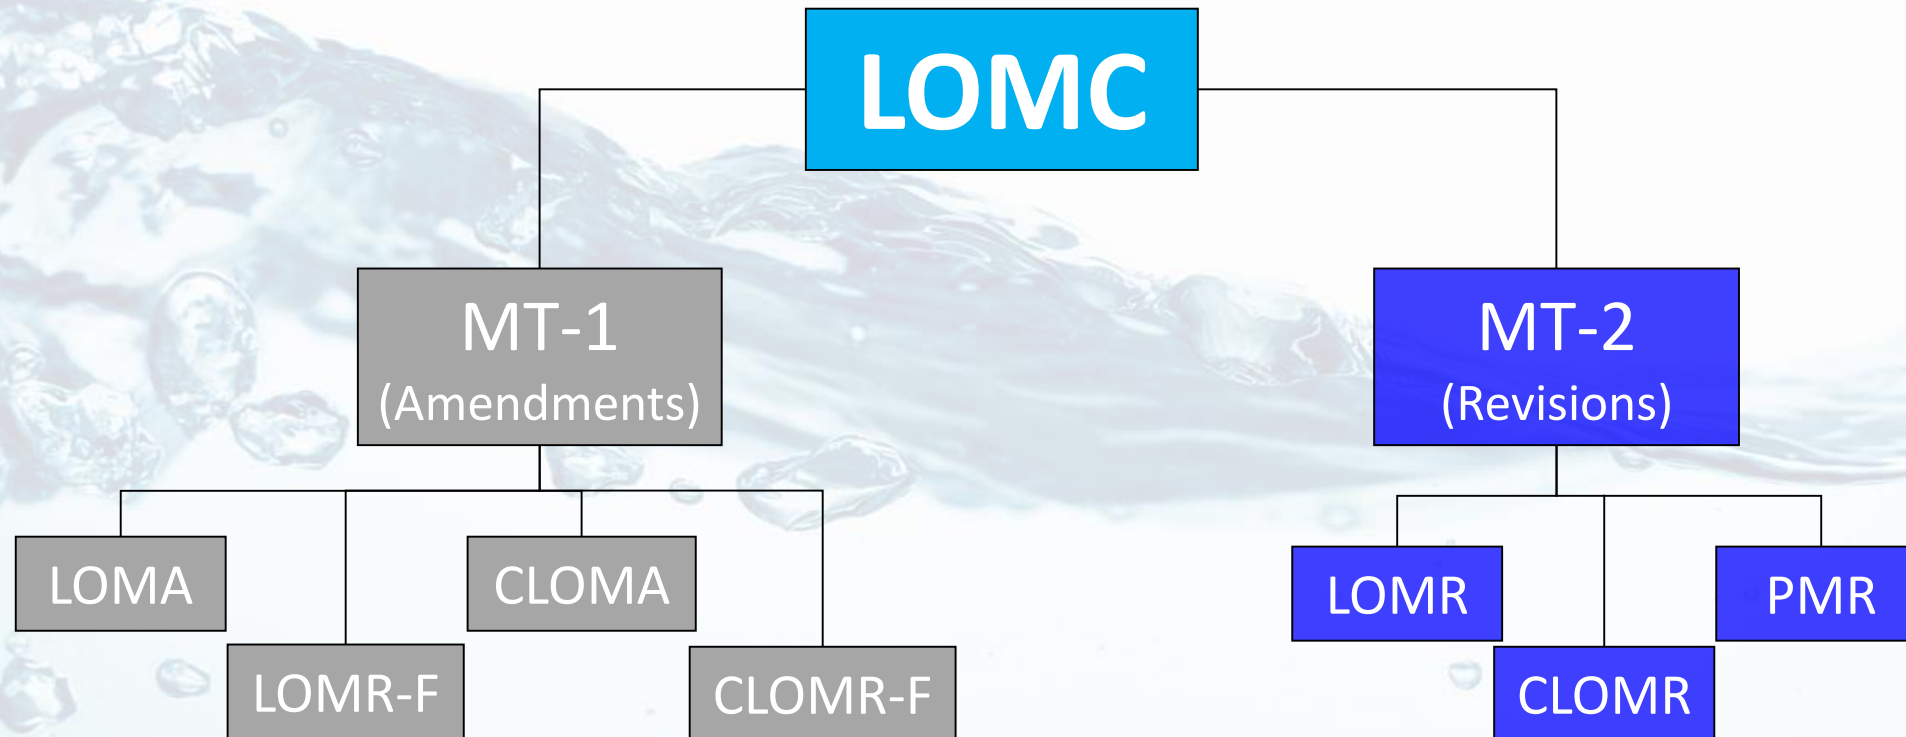 LOMC
MT-1
(Amendments)
MT-2
(Revisions)
LOMA
LOMR-F
CLOMA
CLOMR-F
LOMR
CLOMR
PMR